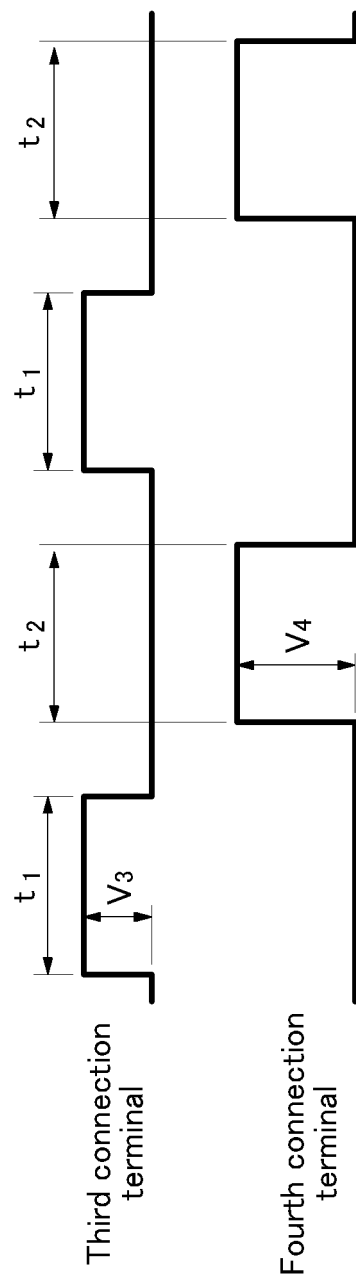 t1
t2
t1
t2
Third connection
terminal
V3
Fourth connection
terminal
V4